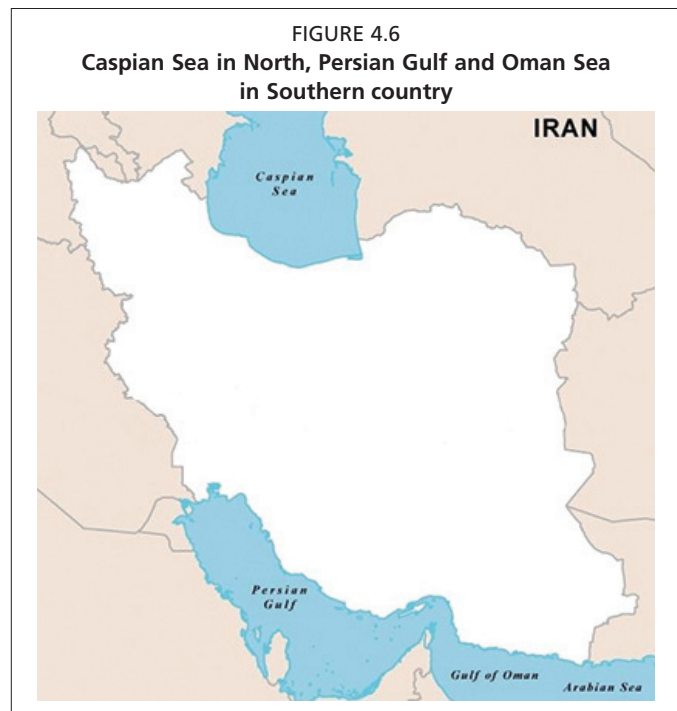 FIGURE 4.6
Caspian Sea in North, Persian Gulf and Oman Sea
in Southern country
IRAN
Caspian
Sea
Persian
Gulf
Gulf of Oman
Arabian Sea